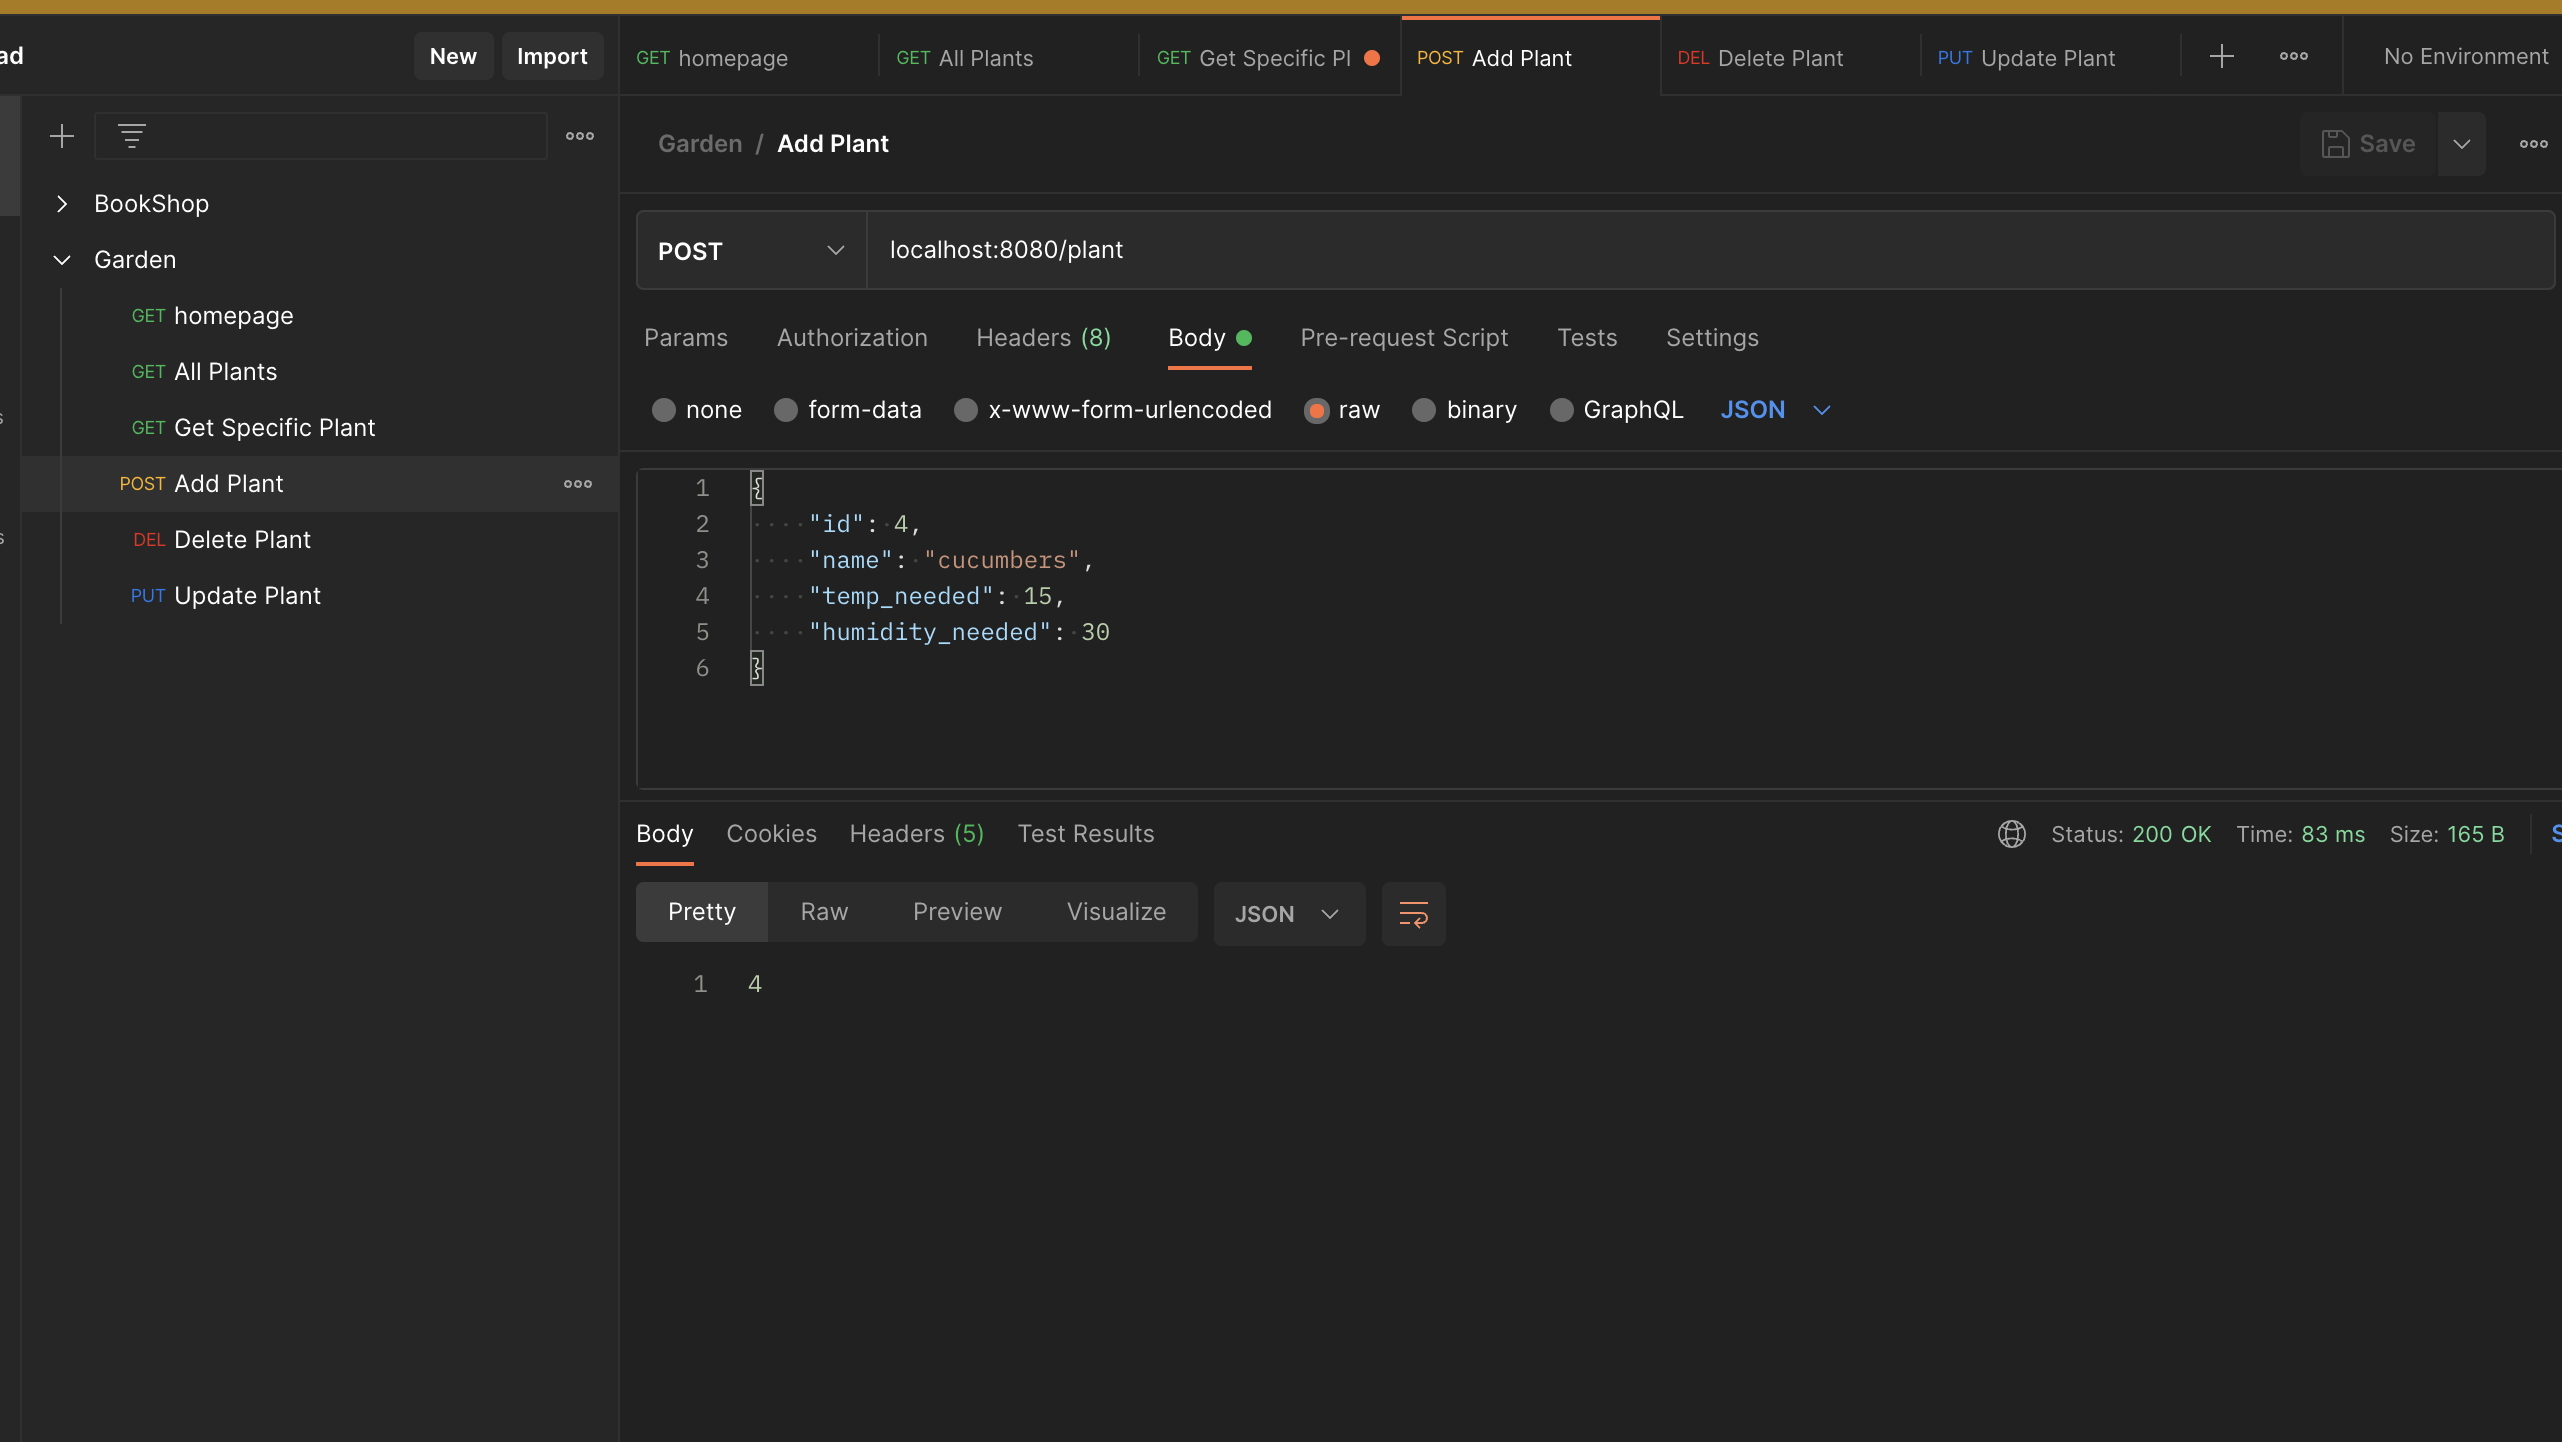 ad
New Import
GET homepage
GET All Plants
GET Get Specific Pl
POST Add Plant
DEL Delete Plant
PUT Update Plant
No Environment
BookShop
Garden
GET homepage
GET All Plants
GET Get Specific Plant
POST Add Plant
DEL Delete Plant
PUT Update Plant
s
s
Garden / Add Plant
Save
POST localhost:8080/plant
Params Authorization Headers (8) Body Pre-request Script Tests Settings
none form-data x-www-form-urlencoded raw binary GraphQL JSON
1 {
2 "id": 4,
3 "name": "cucumbers",
4 "temp_needed": 15,
5 "humidity_needed": 30
6 }
Body Cookies Headers (5) Test Results Status: 200 OK Time: 83 ms Size: 165 B S
Pretty Raw Preview Visualize JSON
1 4